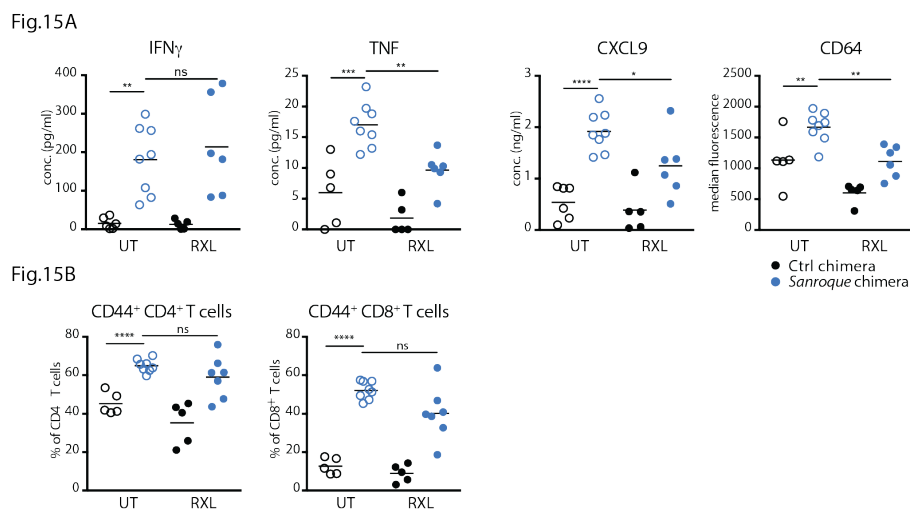 Fig.15A
IFNγ
TNF
CXCL9
CD64
conc. (pg/ml)
400
300
200
100
0
**
ns
UT
RXL
conc. (pg/ml)
25
20
15
10
5
0
***
**
UT
RXL
conc. (ng/ml)
3
2
1
0
****
*
UT
RXL
median fluorescence
2500
2000
1500
1000
500
0
**
**
UT
RXL
Ctrl chimera
Sanroque chimera
Fig.15B
CD44⁺ CD4⁺ T cells
CD44⁺ CD8⁺ T cells
% of CD4 T cells
80
60
40
20
0
****
ns
UT
RXL
% of CD8⁺ T cells
80
60
40
20
0
****
ns
UT
RXL